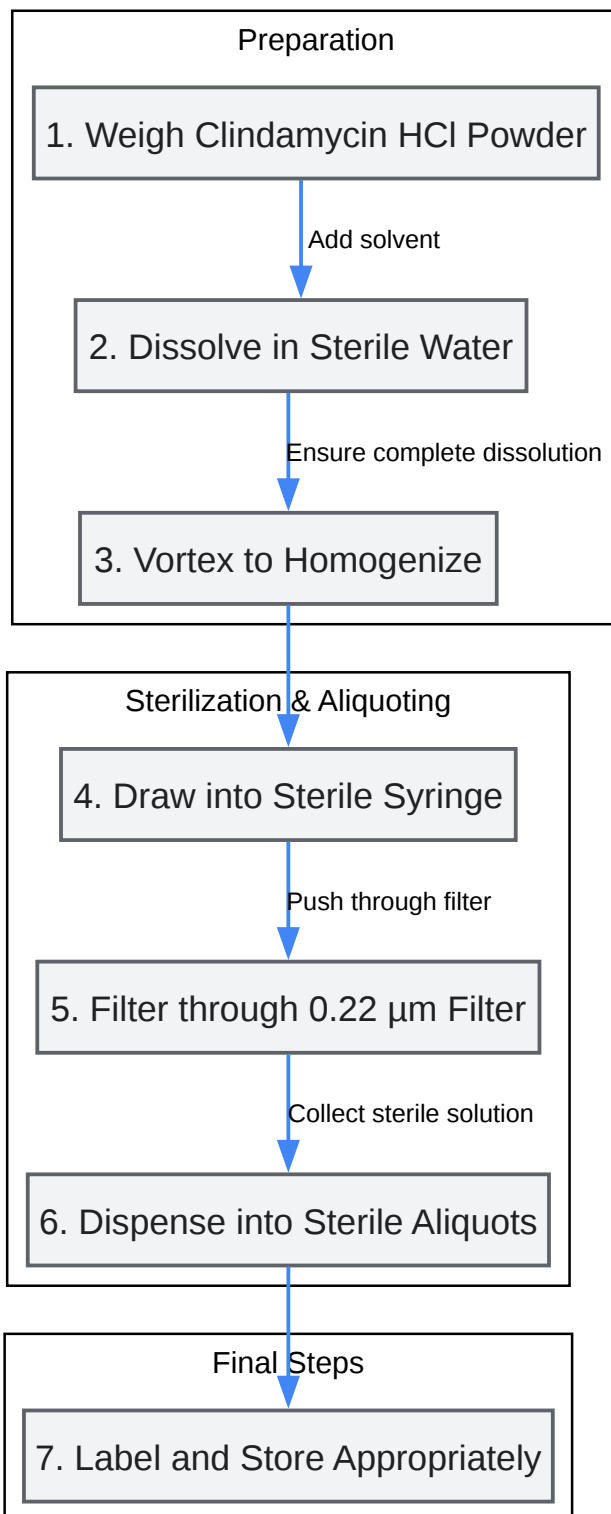 Preparation
1. Weigh Clindamycin HCl Powder
Add solvent
2. Dissolve in Sterile Water
Ensure complete dissolution
3. Vortex to Homogenize
Sterilization & Aliquoting
4. Draw into Sterile Syringe
Push through filter
5. Filter through 0.22 µm Filter
Collect sterile solution
6. Dispense into Sterile Aliquots
Final Steps
7. Label and Store Appropriately